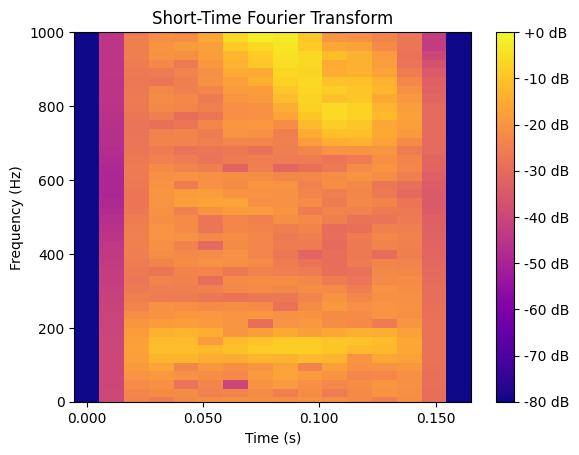 Short-Time Fourier Transform
1000
800
600
400
200
0
Frequency (Hz)
0.000
0.050
0.100
0.150
Time (s)
+0 dB
-10 dB
-20 dB
-30 dB
-40 dB
-50 dB
-60 dB
-70 dB
-80 dB